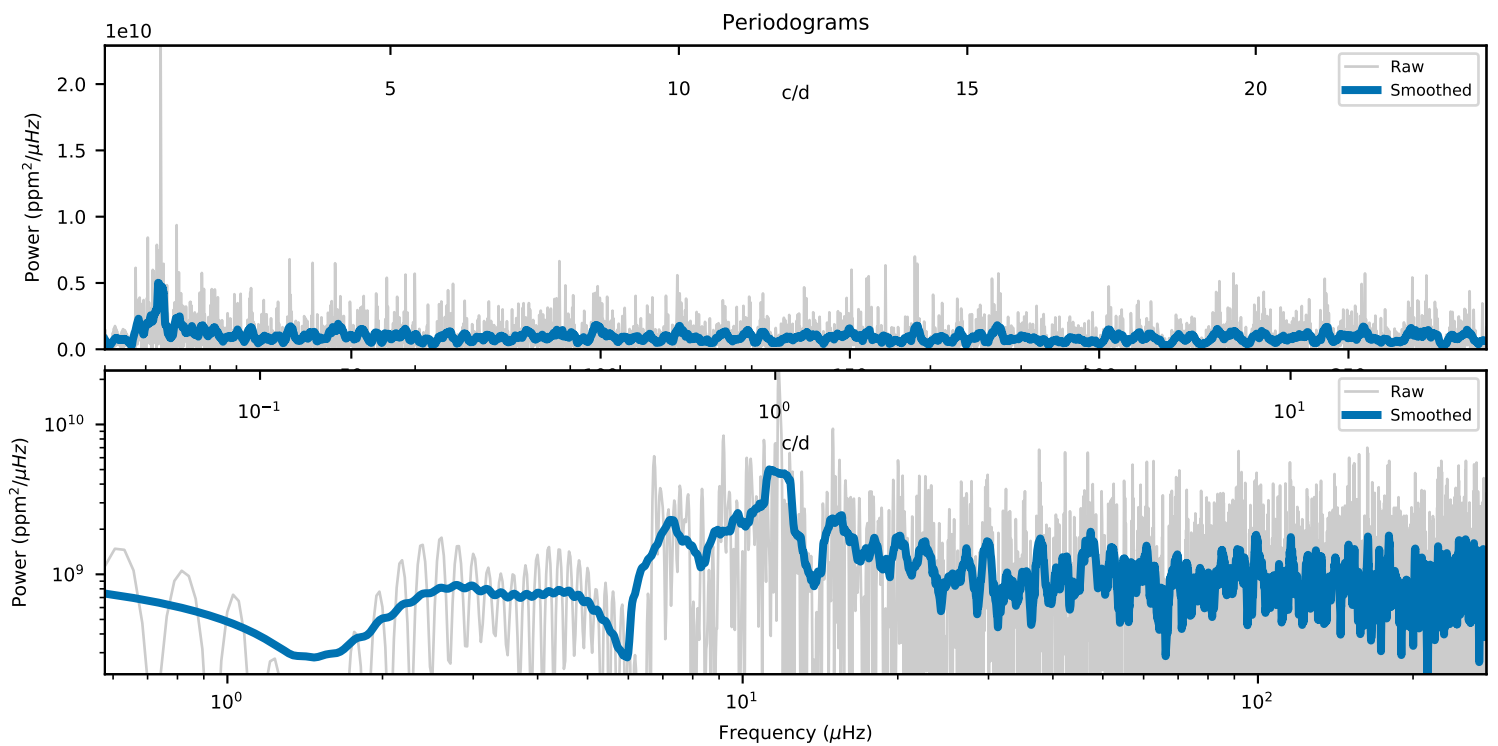 Periodograms
1e10
5 10 15 20
c/d
Raw
Smoothed
2.0
1.5
1.0
0.5
0.0
Power (ppm²/μHz)
10⁻¹ 10⁰ 10¹
c/d
Raw
Smoothed
10¹⁰
10⁹
Power (ppm²/μHz)
10⁰ 10¹ 10²
Frequency (μHz)